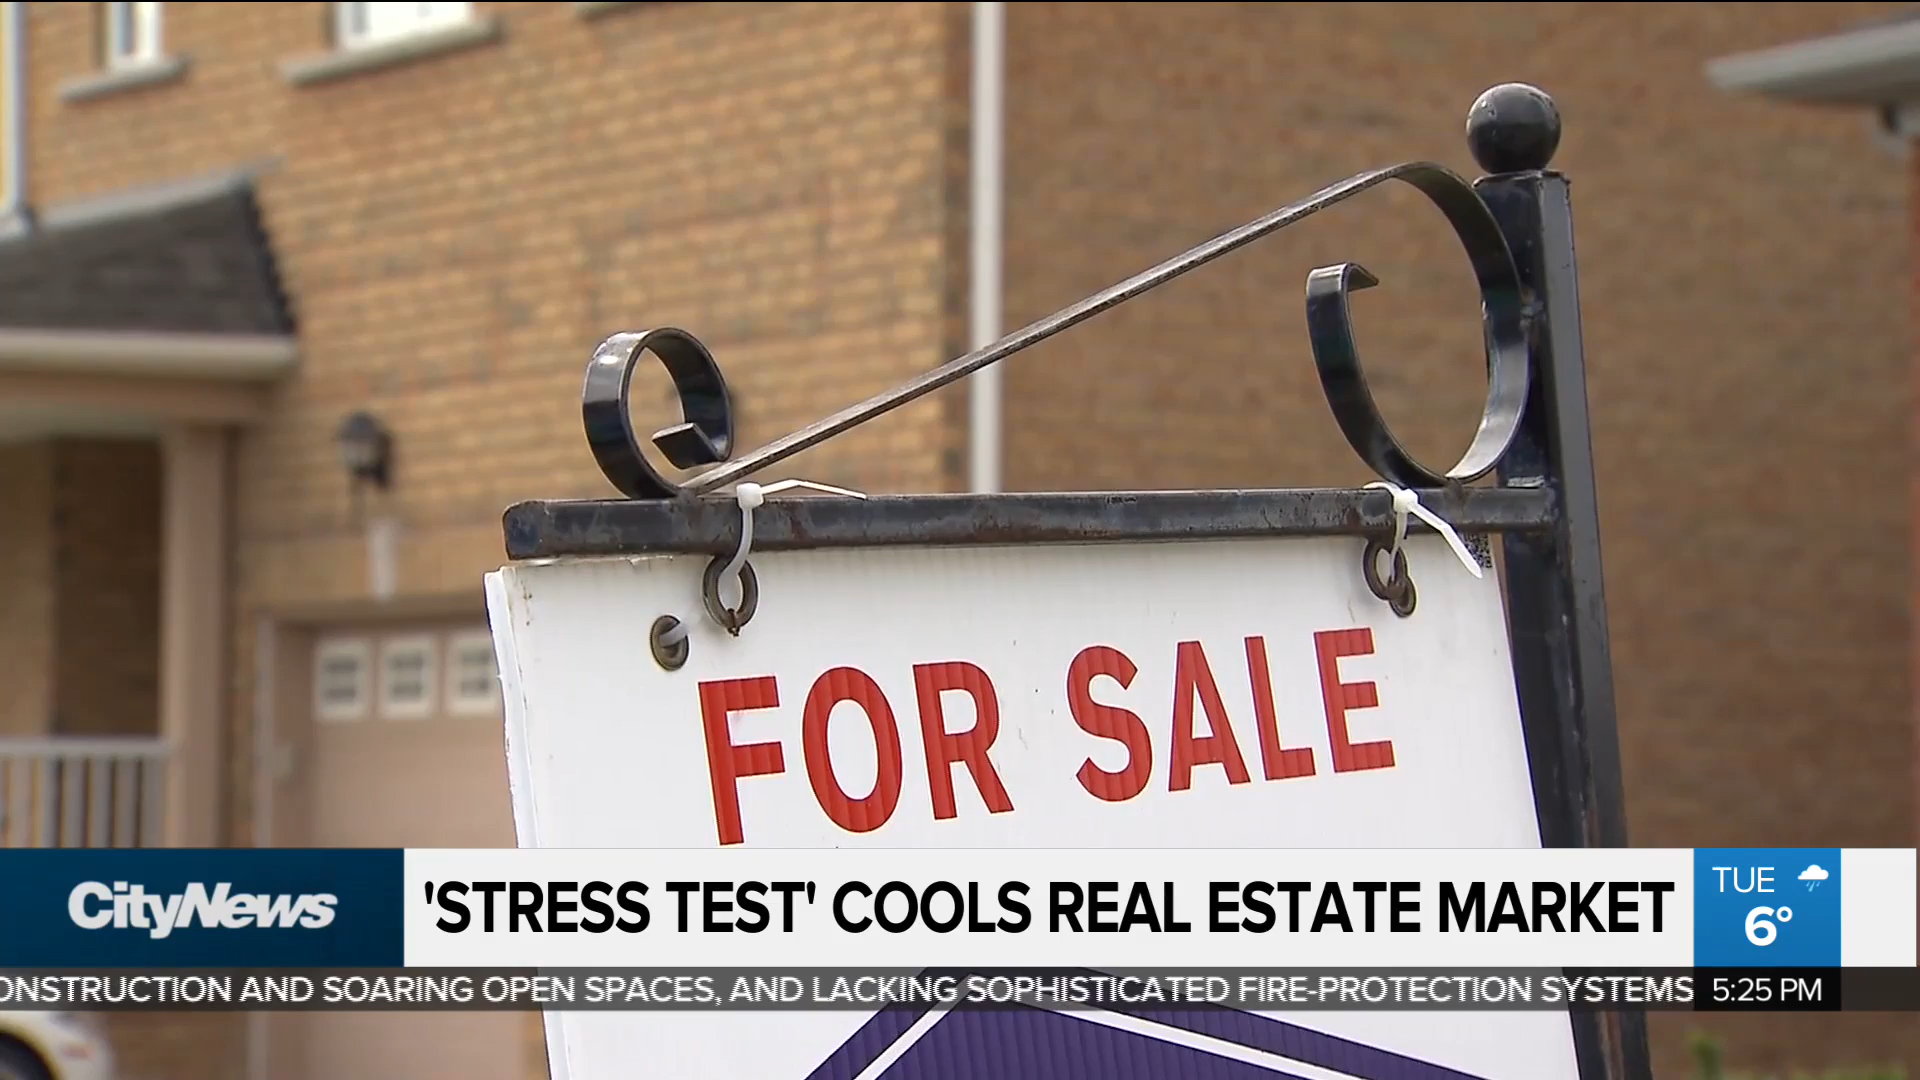 FOR SALE
CityNews
'STRESS TEST' COOLS REAL ESTATE MARKET
TUE
6°
ONSTRUCTION AND SOARING OPEN SPACES, AND LACKING SOPHISTICATED FIRE-PROTECTION SYSTEMS
5:25 PM